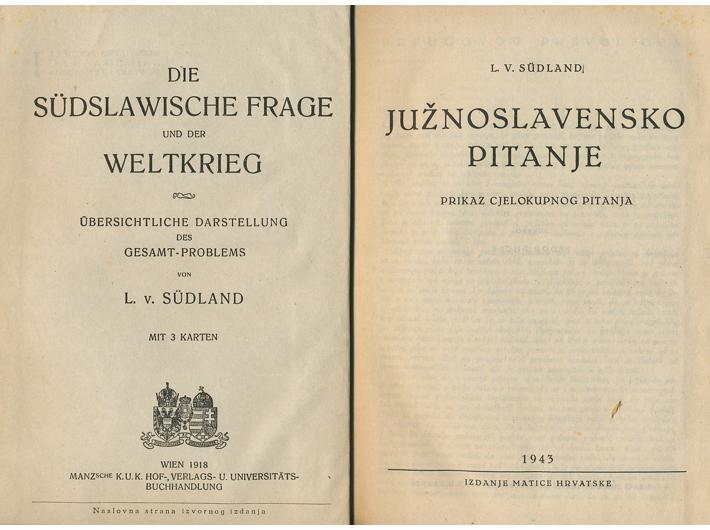 DIE
SÜDSLAWISCHE FRAGE
UND DER
WELTKRIEG
ÜBERSICHTLICHE DARSTELLUNG
DES
GESAMT-PROBLEMS
VON
L. v. SÜDLAND
MIT 3 KARTEN
WIEN 1918
MANZSCHE K.U.K. HOF-, VERLAGS- U. UNIVERSITÄTS-
BUCHHANDLUNG
Naslovna strana izvornog izdanja
L. V. SÜDLAND
JUŽNOSLAVENSKO
PITANJE
PRIKAZ CJELOKUPNOG PITANJA
1943
IZDANJE MATICE HRVATSKE